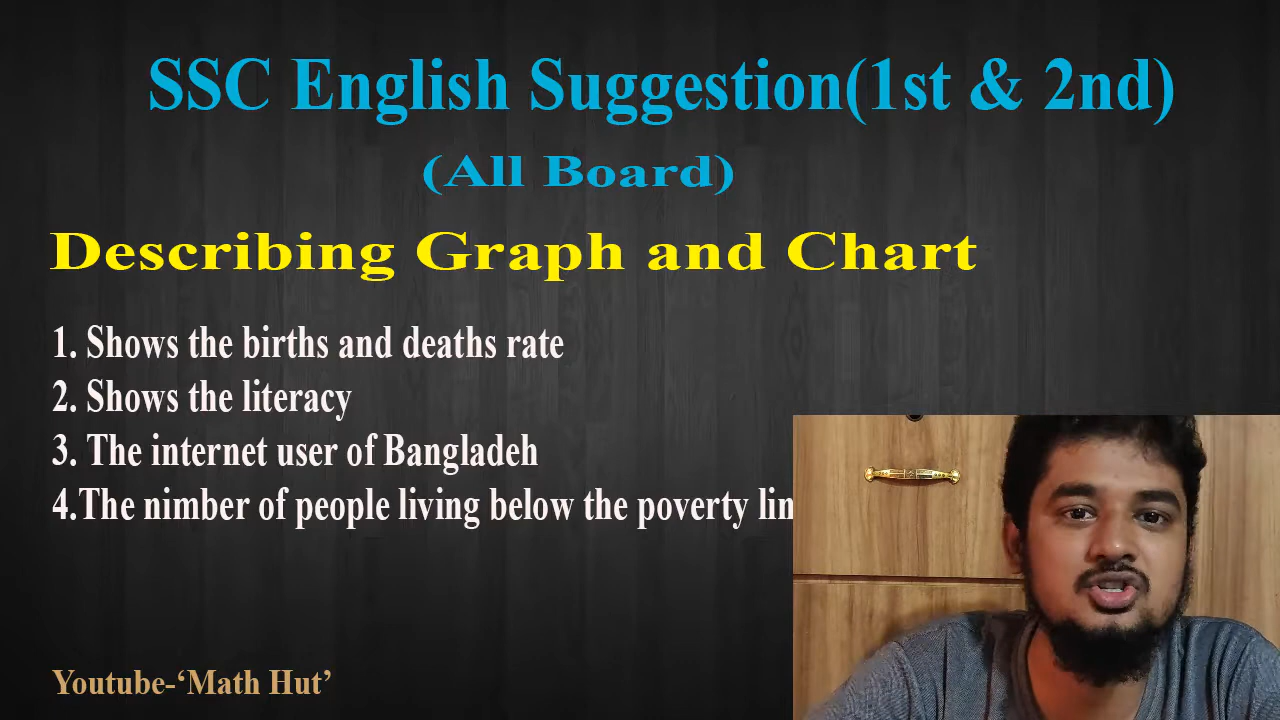 SSC English Suggestion(1st & 2nd)
(All Board)
Describing Graph and Chart
1. Shows the births and deaths rate
2. Shows the literacy
3. The internet user of Bangladeh
4.The nimber of people living below the poverty lin
Youtube-‘Math Hut’